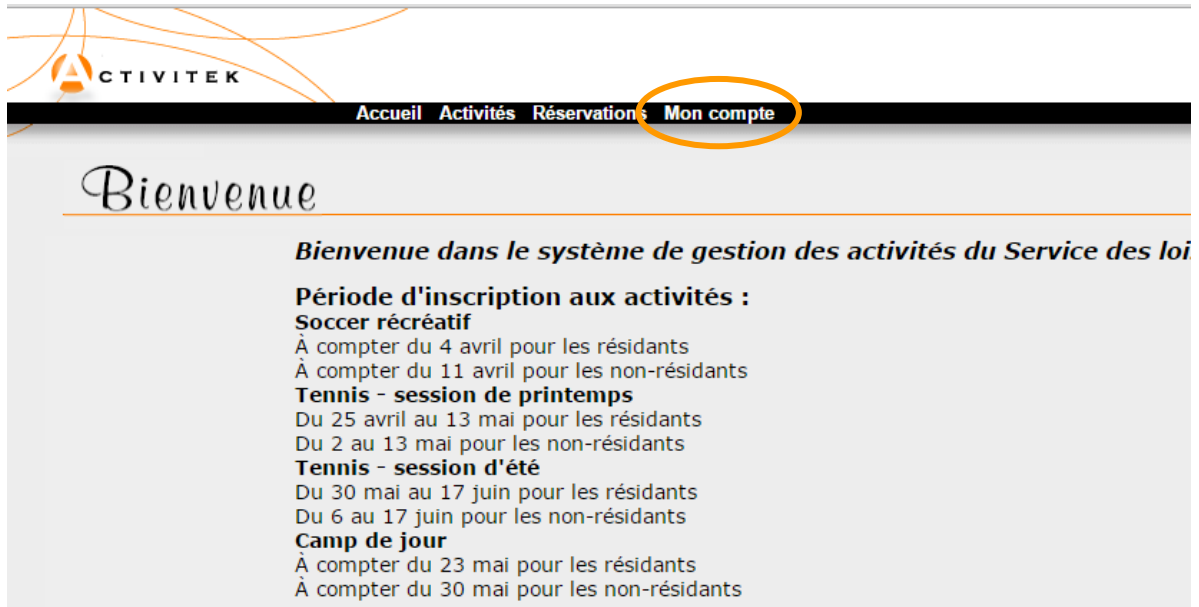 ACTIVITEK
Accueil Activités Réservations Mon compte
Bienvenue
Bienvenue dans le système de gestion des activités du Service des
Période d'inscription aux activités :
Soccer récréatif
À compter du 4 avril pour les résidants
À compter du 11 avril pour les non-résidants
Tennis - session de printemps
Du 25 avril au 13 mai pour les résidants
Du 2 au 13 mai pour les non-résidants
Tennis - session d'été
Du 30 mai au 17 juin pour les résidants
Du 6 au 17 juin pour les non-résidants
Camp de jour
À compter du 23 mai pour les résidants
À compter du 30 mai pour les non-résidants